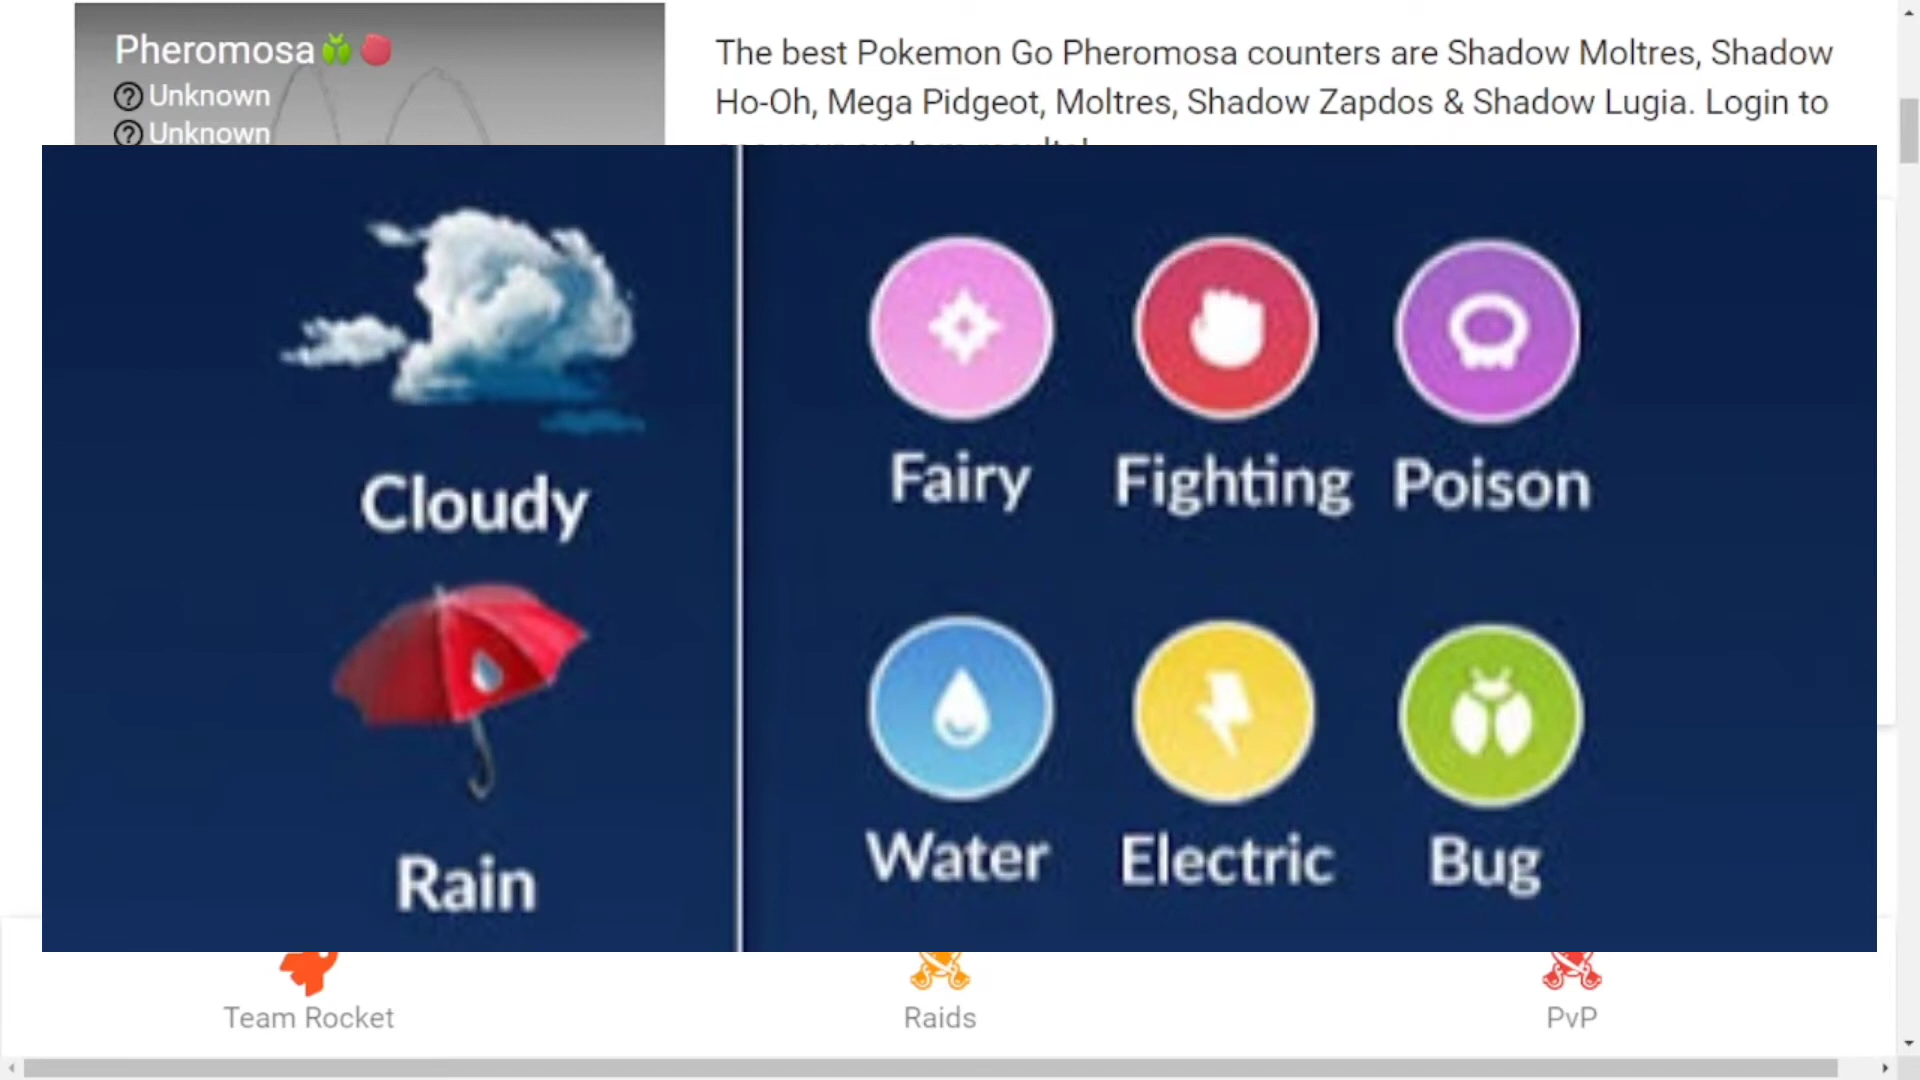 Pheromosa
Unknown
Unknown
The best Pokemon Go Pheromosa counters are Shadow Moltres, Shadow
Ho-Oh, Mega Pidgeot, Moltres, Shadow Zapdos & Shadow Lugia. Login to
Cloudy
Fairy
Fighting
Poison
Rain
Water
Electric
Bug
Team Rocket
Raids
PvP